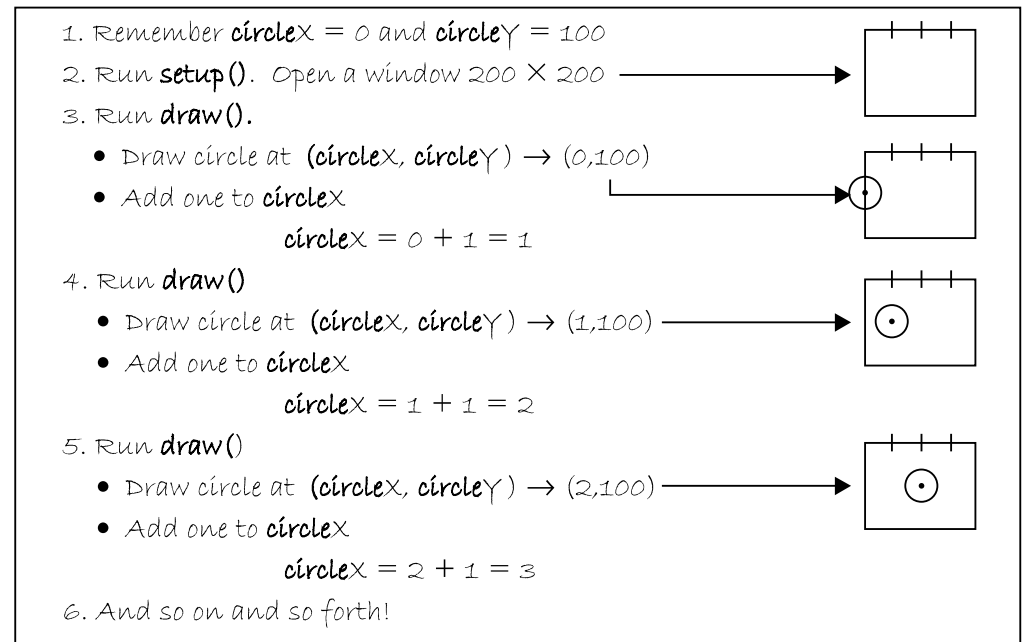 1. Remember circleX = 0 and circleY = 100
2. Run setup(). Open a window 200 × 200
3. Run draw().
• Draw circle at (circleX, circleY) → (0,100)
• Add one to circleX
circleX = 0 + 1 = 1
4. Run draw()
• Draw circle at (circleX, circleY) → (1,100)
• Add one to circleX
circleX = 1 + 1 = 2
5. Run draw()
• Draw circle at (circleX, circleY) → (2,100)
• Add one to circleX
circleX = 2 + 1 = 3
6. And so on and so forth!